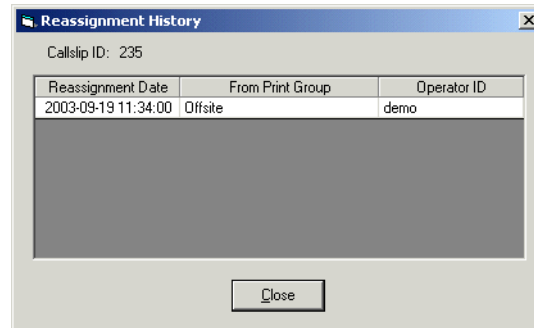 Reassignment History
Callslip ID: 235
Reassignment Date From Print Group Operator ID
2003-09-19 11:34:00 Offsite demo
Close